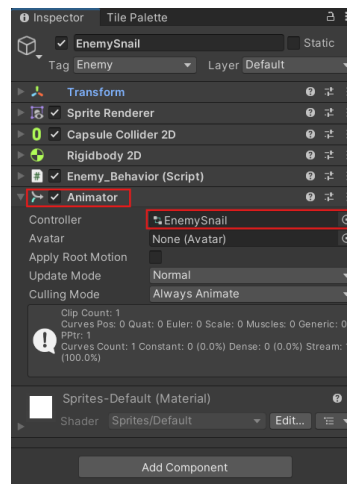 Inspector Tile Palette
EnemySnail Static
Tag Enemy Layer Default
Transform
Sprite Renderer
Capsule Collider 2D
Rigidbody 2D
# Enemy_Behavior (Script)
Animator
Controller EnemySnail
Avatar None (Avatar)
Apply Root Motion
Update Mode Normal
Culling Mode Always Animate
Clip Count: 1
Curves Pos: 0 Quat: 0 Euler: 0 Scale: 0 Muscles: 0 Generic: 0
PPtr: 1
Curves Count: 1 Constant: 0 (0.0%) Dense: 0 (0.0%) Stream:
(100.0%)
Sprites-Default (Material)
Shader Sprites/Default Edit...
Add Component